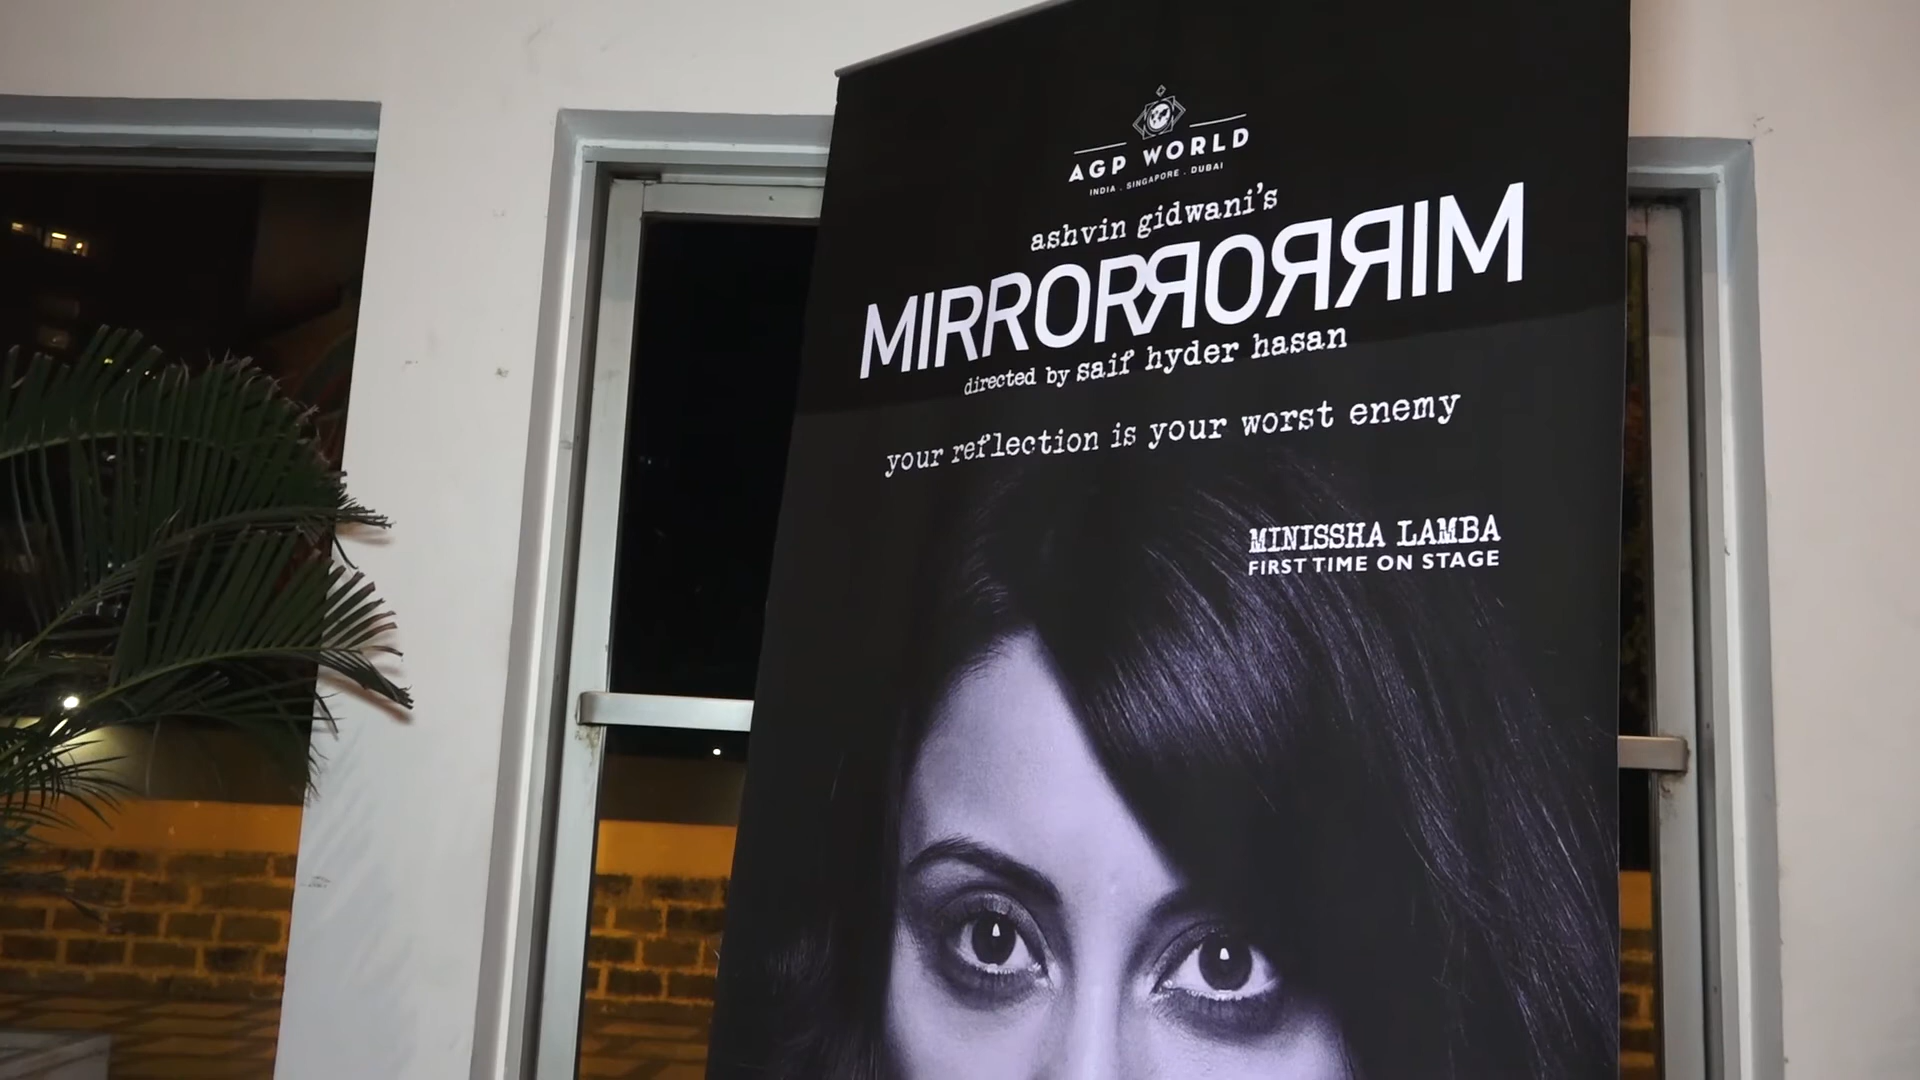 AGP WORLD
INDIA . SINGAPORE . DUBAI
ashvin gidwani's
MIRRORЯOЯЯIM
directed by saif hyder hasan
your reflection is your worst enemy
MINISSHA LAMBA
FIRST TIME ON STAGE